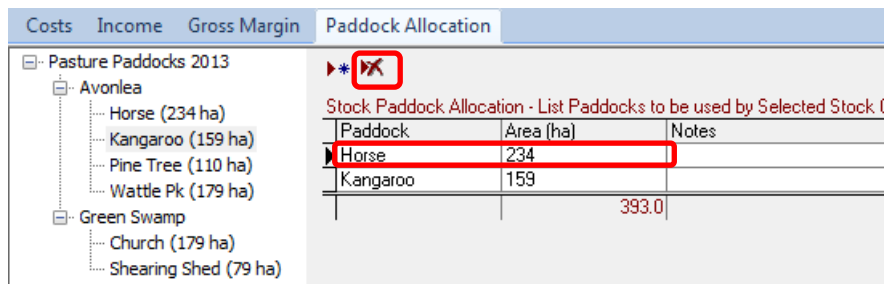 Costs Income Gross Margin Paddock Allocation
Pasture Paddocks 2013
Avonlea
Horse (234 ha)
Kangaroo (159 ha)
Pine Tree (110 ha)
Wattle Pk (179 ha)
Green Swamp
Church (179 ha)
Shearing Shed (79 ha)
Stock Paddock Allocation - List Paddocks to be used by Selected Stock
Paddock Area (ha) Notes
Horse 234
Kangaroo 159
393.0